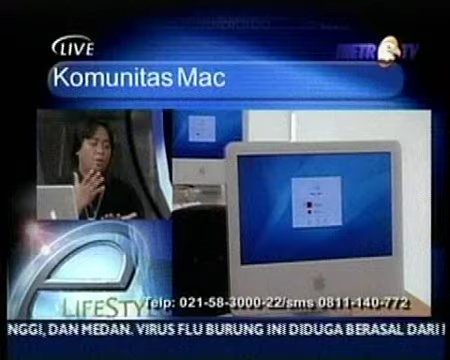 LIVE
METRO TV
Komunitas Mac
e LIFESTY
Telp: 021-58-3000-22/sms 0811-140-772
NGGI, DAN MEDAN. VIRUS FLU BURUNG INI DIDUGA BERASAL DARI